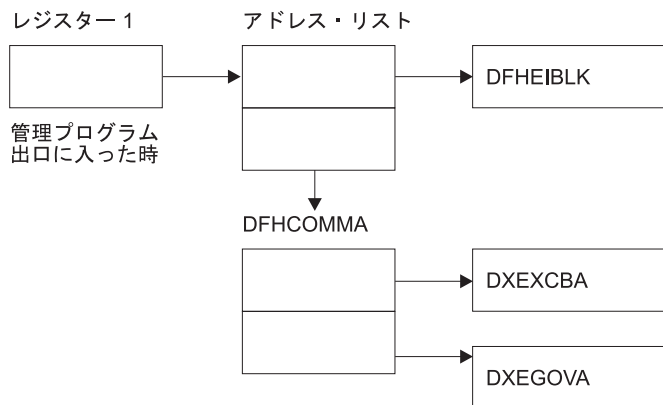 レジスター 1
アドレス・リスト
DFHEIBLK
管理プログラム
出口に入った時
DFHCOMMA
DXEXCBA
DXEGOVA